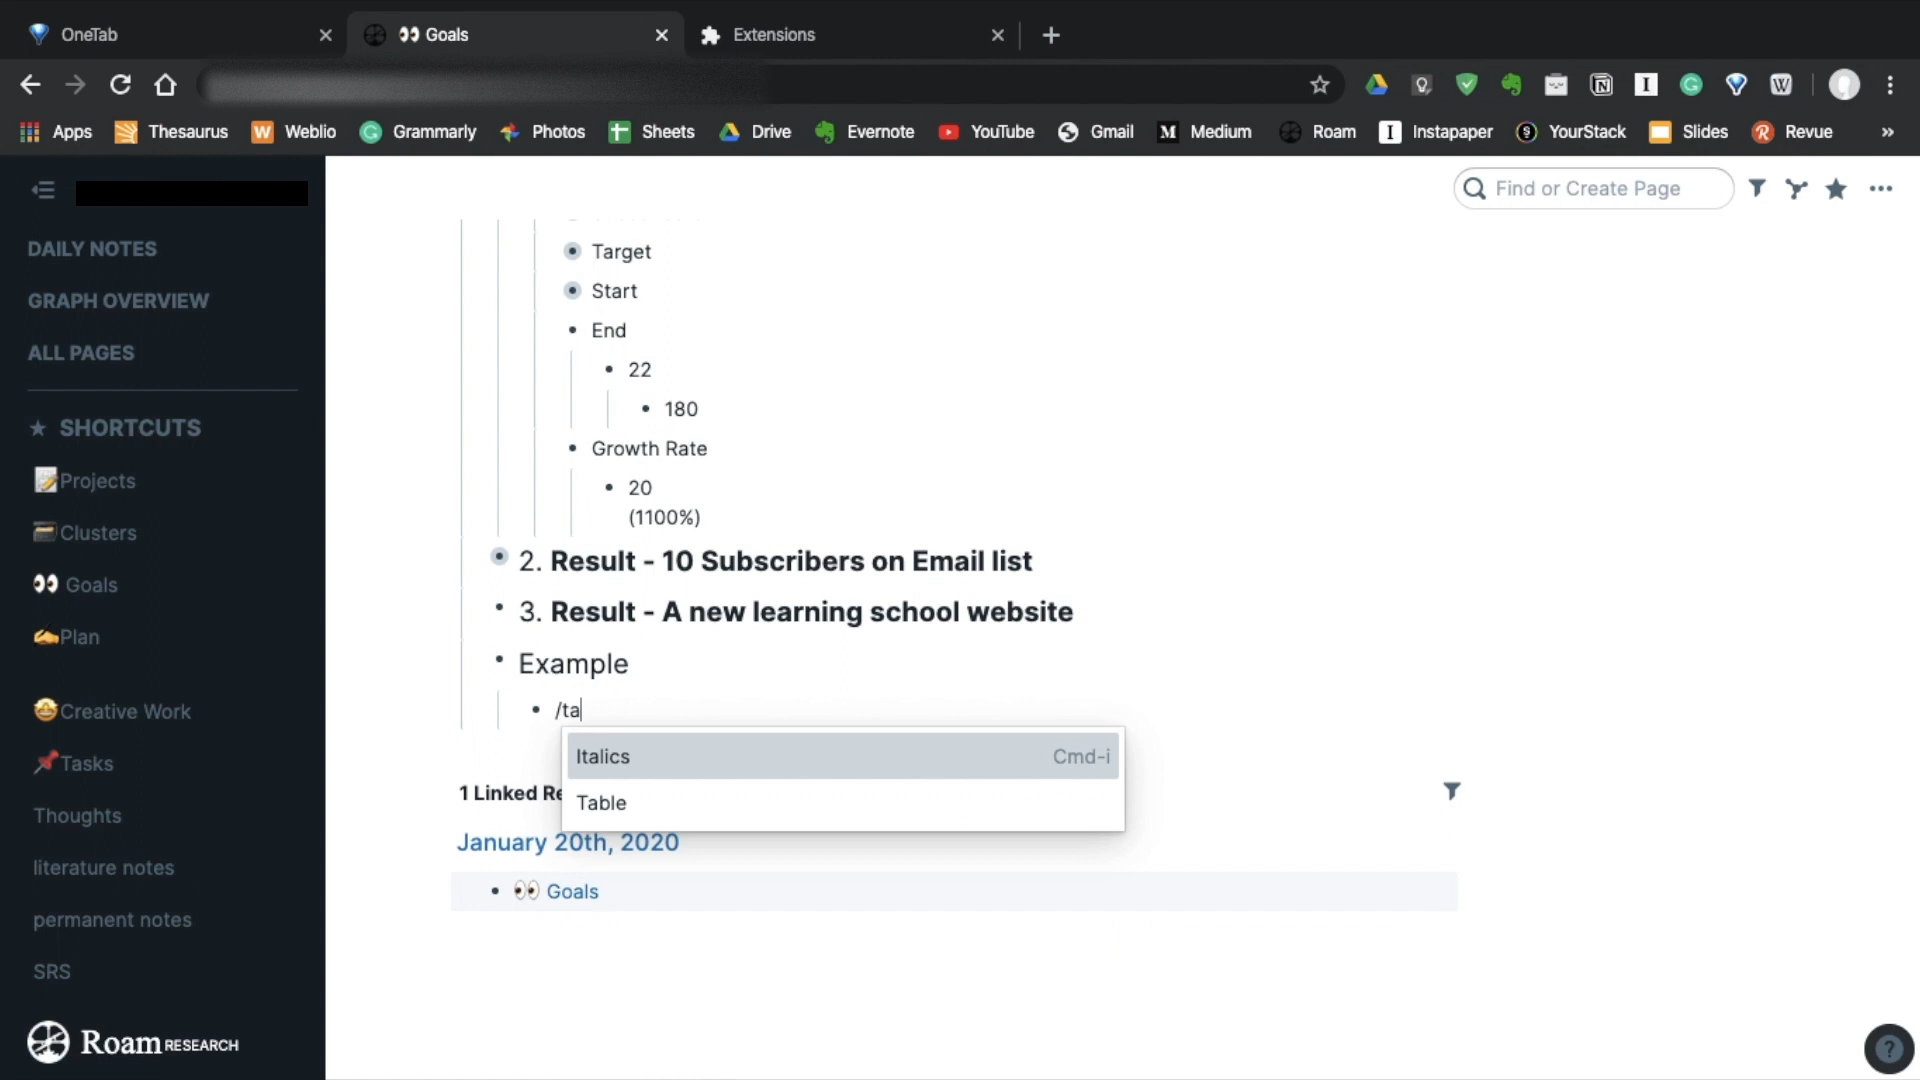 OneTab
👀 Goals
Extensions
Apps
Thesaurus
Weblio
Grammarly
Photos
Sheets
Drive
Evernote
YouTube
Gmail
Medium
Roam
Instapaper
YourStack
Slides
Revue
»
Find or Create Page
DAILY NOTES
GRAPH OVERVIEW
ALL PAGES
★ SHORTCUTS
📝Projects
🗃Clusters
👀 Goals
✍Plan
🤩Creative Work
📌Tasks
Thoughts
literature notes
permanent notes
SRS
Roam RESEARCH
Target
Start
End
22
180
Growth Rate
20
(1100%)
2. Result - 10 Subscribers on Email list
3. Result - A new learning school website
Example
/ta
Italics Cmd-i
Table
1 Linked Re
January 20th, 2020
👀 Goals
?